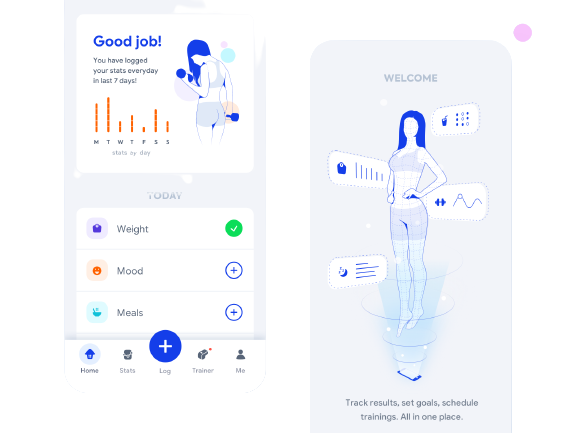 Good job!
You have logged
your stats everyday
in last 7 days!
M T W T F S S
stats by day
TODAY
Weight
Mood
Meals
Home
Stats
Log
Trainer
Me
WELCOME
Track results, set goals, schedule
trainings. All in one place.